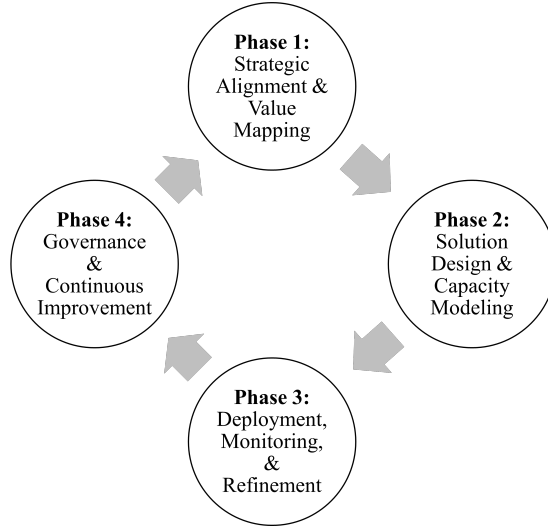 Phase 1:
Strategic
Alignment &
Value
Mapping
Phase 2:
Solution
Design &
Capacity
Modeling
Phase 3:
Deployment,
Monitoring,
&
Refinement
Phase 4:
Governance
&
Continuous
Improvement